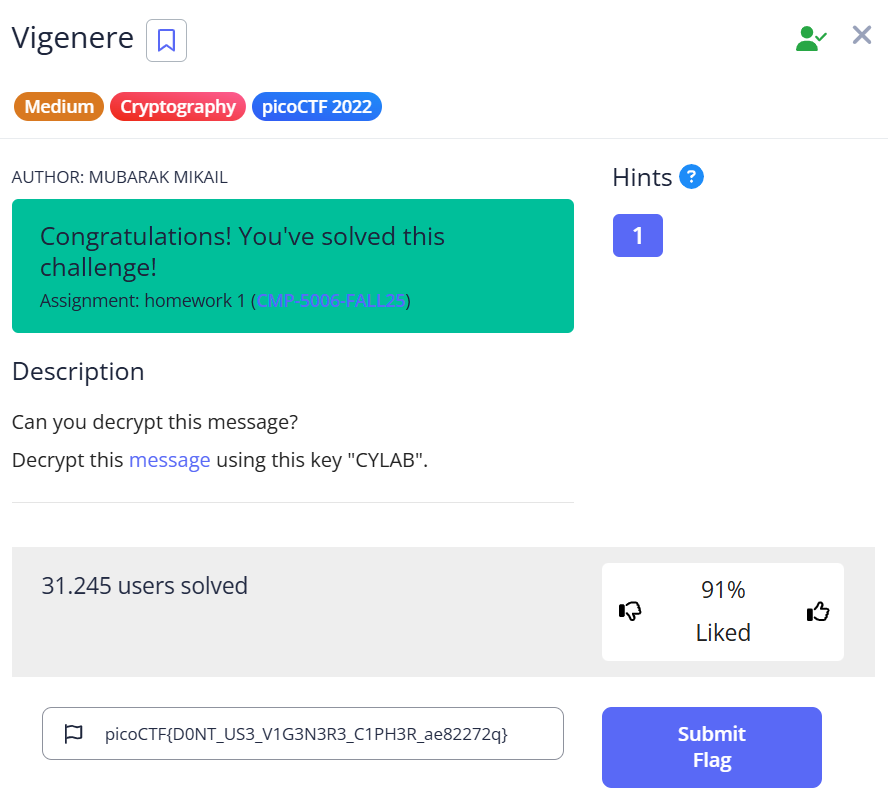 Vigenere
Medium Cryptography picoCTF 2022
AUTHOR: MUBARAK MIKAIL
Congratulations! You've solved this
challenge!
Assignment: homework 1 (CMP-5006-FALL25)
Hints ?
1
Description
Can you decrypt this message?
Decrypt this message using this key "CYLAB".
31.245 users solved
91%
Liked
picoCTF{D0NT_US3_V1G3N3R3_C1PH3R_ae82272q}
Submit
Flag